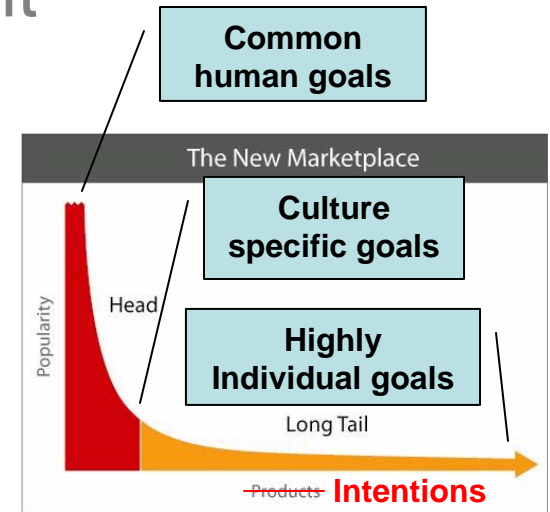 Common
human goals
The New Marketplace
Culture
specific goals
Head
Popularity
Highly
Individual goals
Long Tail
Products Intentions